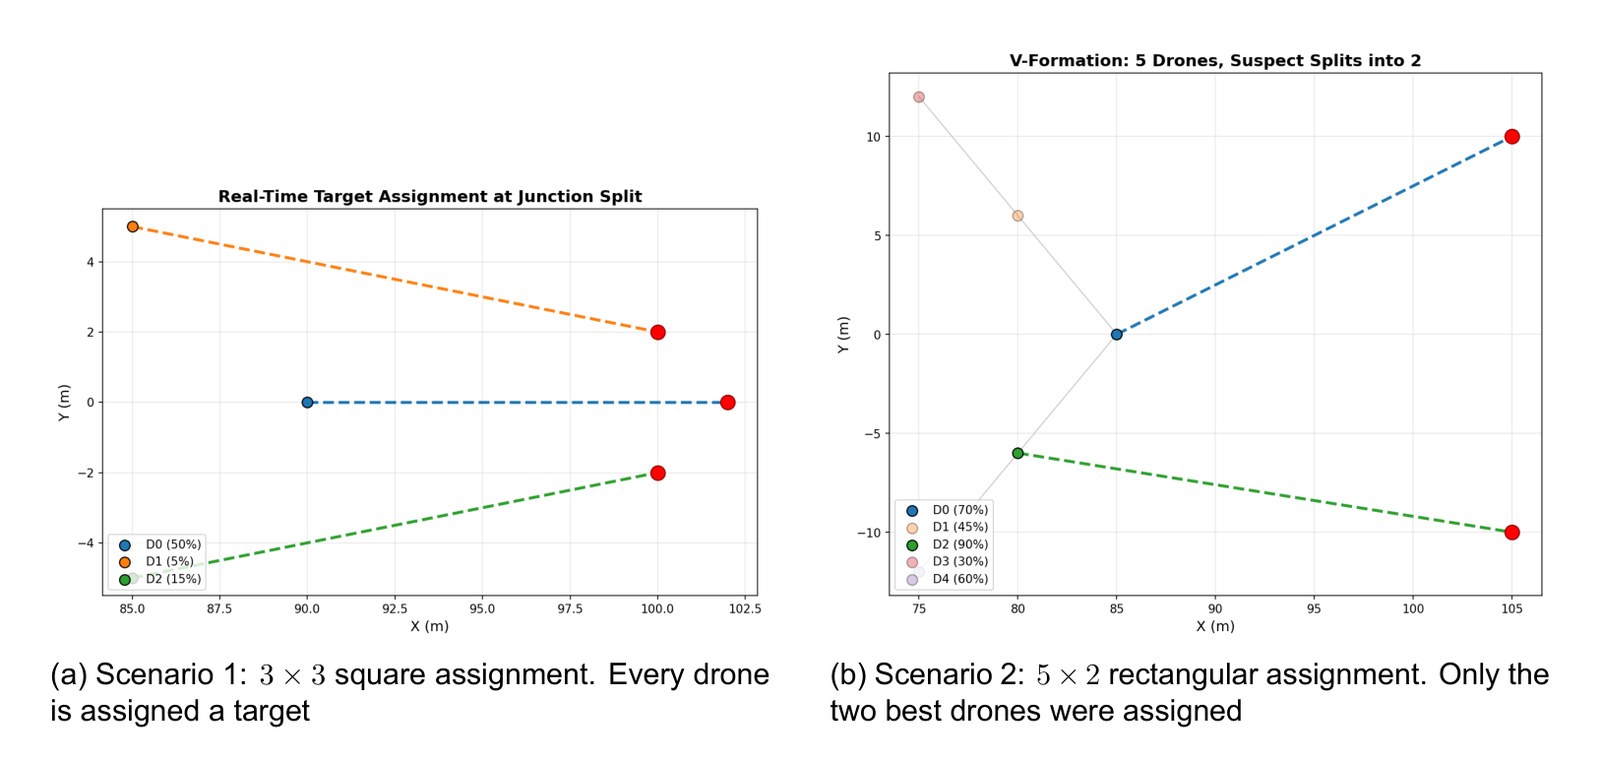 Real-Time Target Assignment at Junction Split
Y (m)
4
2
0
−2
−4
D0 (50%)
D1 (5%)
D2 (15%)
85.0 87.5 90.0 92.5 95.0 97.5 100.0 102.5
X (m)
(a) Scenario 1: 3 × 3 square assignment. Every drone
is assigned a target
V-Formation: 5 Drones, Suspect Splits into 2
Y (m)
10
5
0
−5
−10
D0 (70%)
D1 (45%)
D2 (90%)
D3 (30%)
D4 (60%)
75 80 85 90 95 100 105
X (m)
(b) Scenario 2: 5 × 2 rectangular assignment. Only the
two best drones were assigned